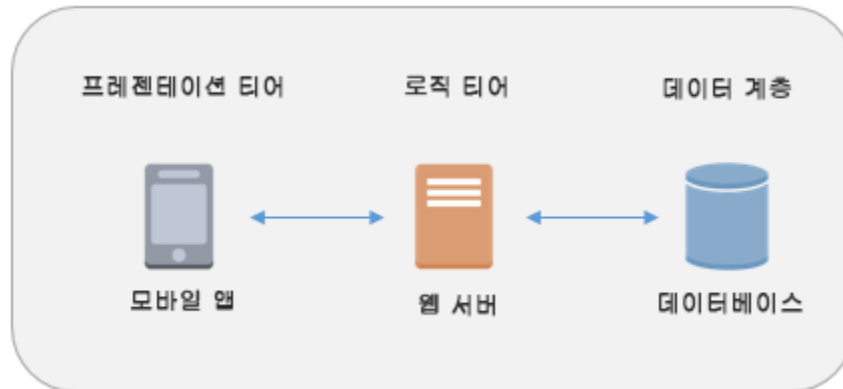 프레젠테이션 티어
로직 티어
데이터 계층
모바일 앱
웹 서버
데이터베이스